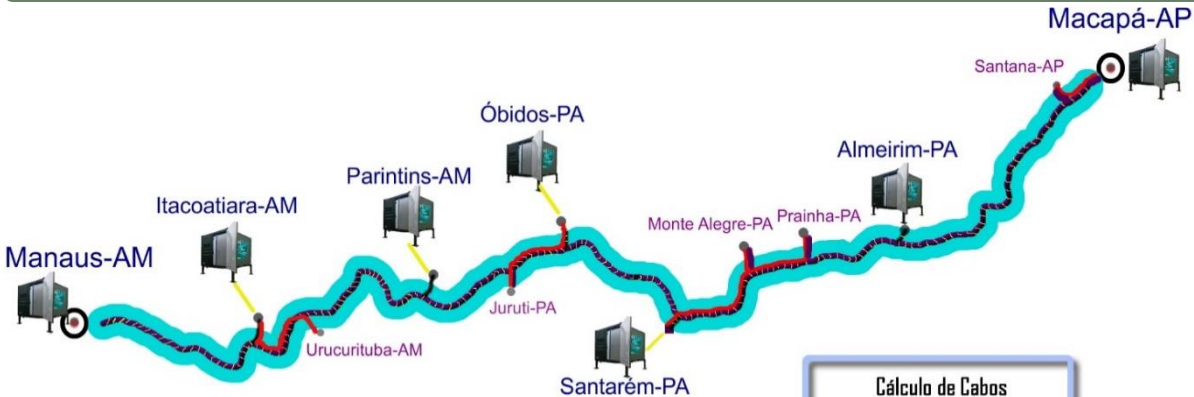 Macapá-AP
Santana-AP
Óbidos-PA
Almeirim-PA
Parintins-AM
Itacoatiara-AM
Monte Alegre-PA
Prainha-PA
Manaus-AM
Juruti-PA
Urucurituba-AM
Santarém-PA
Cálculo de Cabos